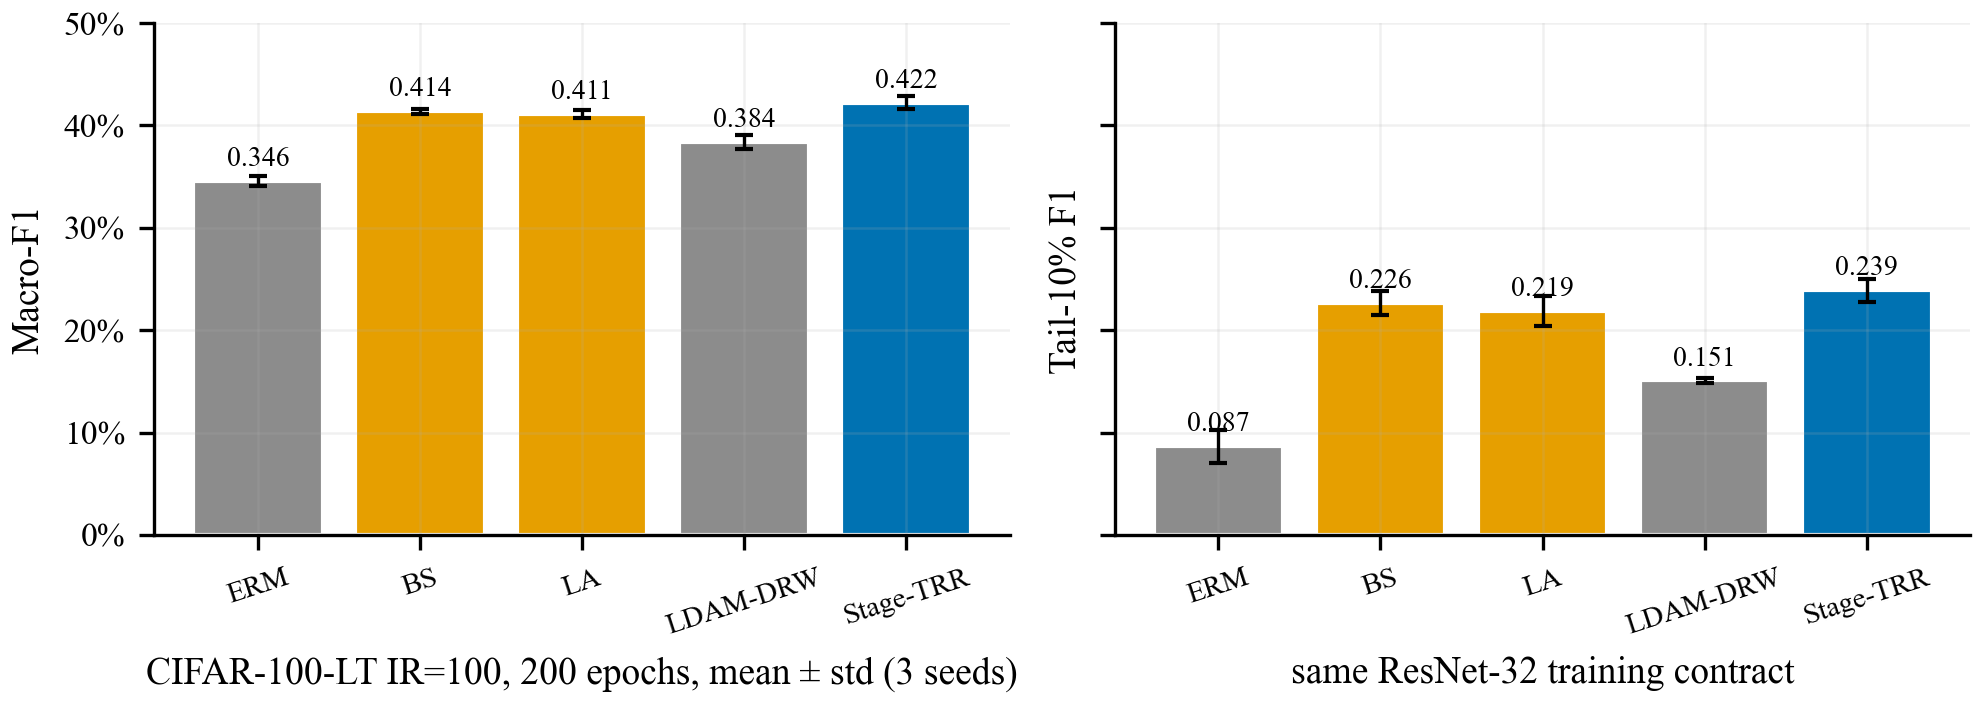 Macro-F1
50%
40%
30%
20%
10%
0%
0.346
0.414
0.411
0.384
0.422
ERM
BS
LA
LDAM-DRW
Stage-TRR
CIFAR-100-LT IR=100, 200 epochs, mean ± std (3 seeds)
Tail-10% F1
0.087
0.226
0.219
0.151
0.239
ERM
BS
LA
LDAM-DRW
Stage-TRR
same ResNet-32 training contract